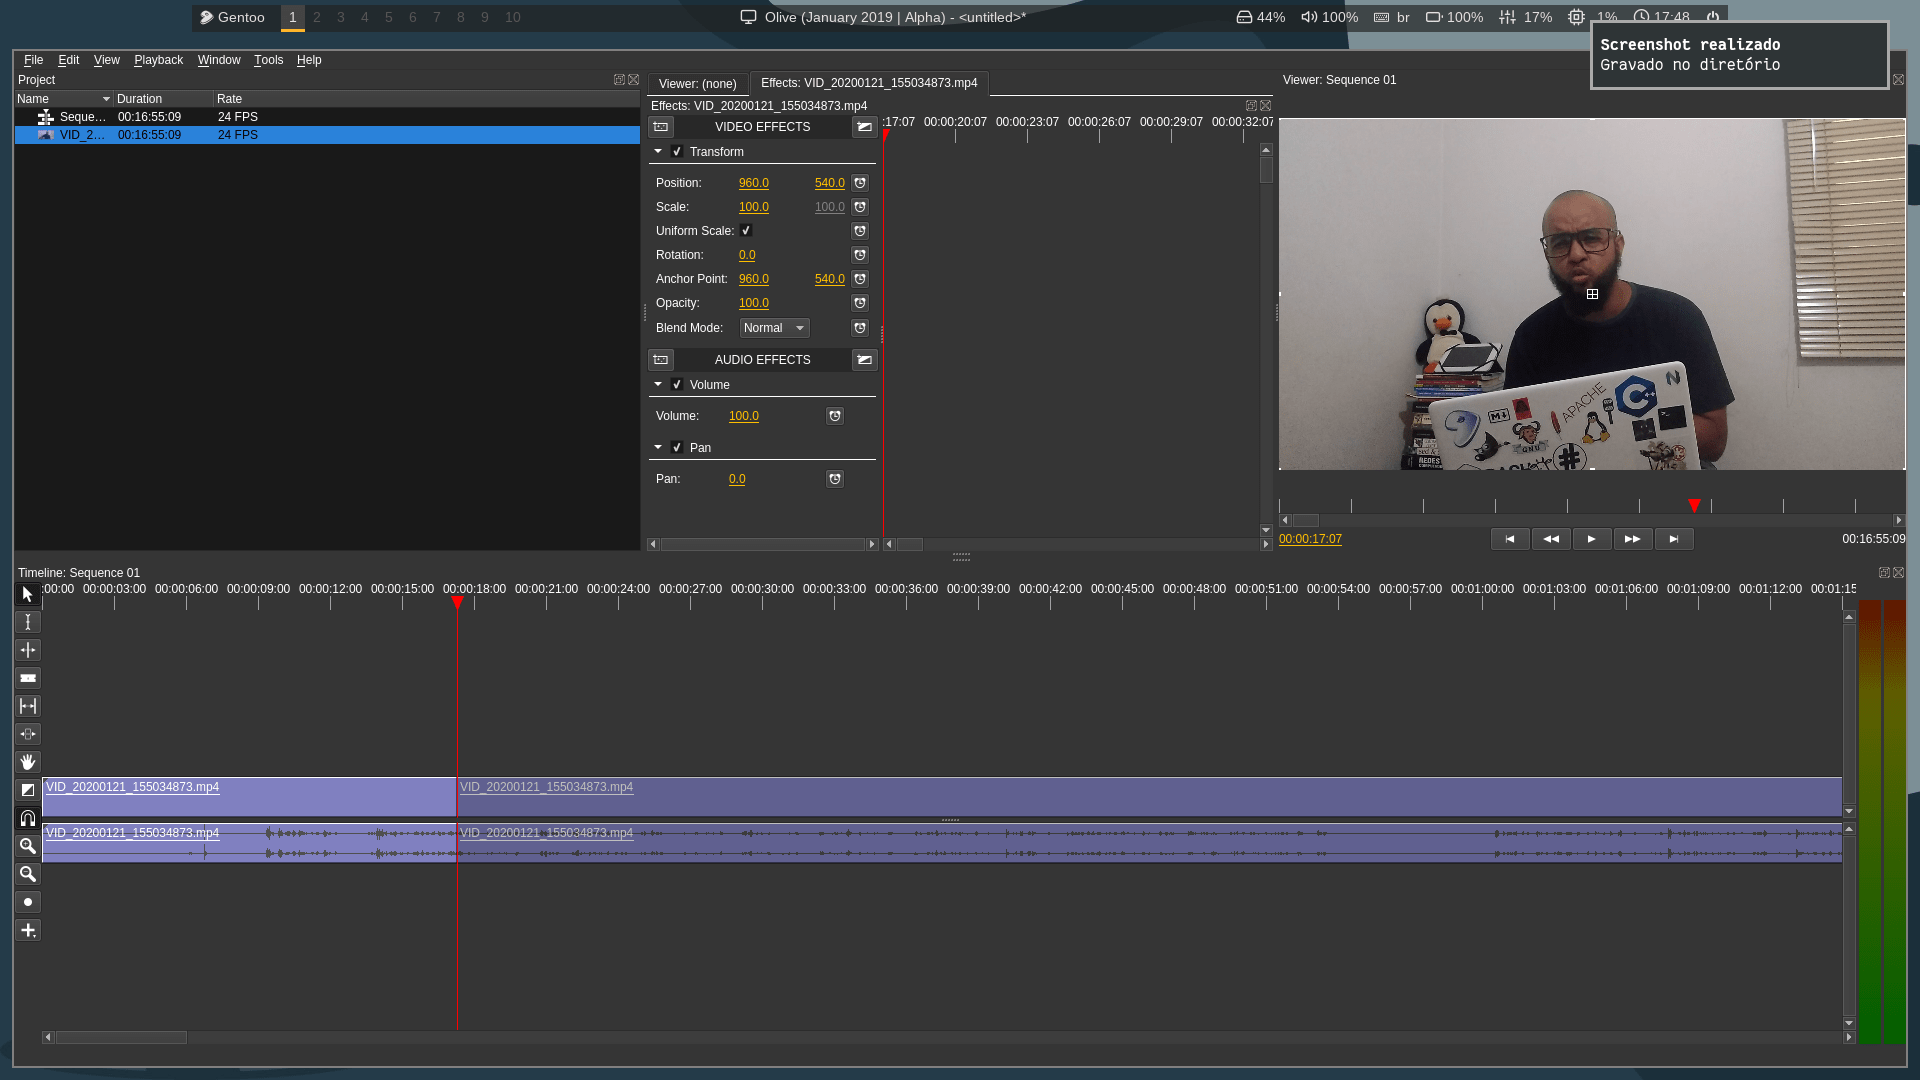 Gentoo 1 2 3 4 5 6 7 8 9 10
Olive (January 2019 | Alpha) - <untitled>*
44% 100% br 100% 17% 1% 17:48
Screenshot realizado
Gravado no diretório
File Edit View Playback Window Tools Help
Project
Name Duration Rate
Seque... 00:16:55:09 24 FPS
VID_2... 00:16:55:09 24 FPS
Viewer: (none) Effects: VID_20200121_155034873.mp4
Effects: VID_20200121_155034873.mp4
VIDEO EFFECTS
Transform
Position: 960.0 540.0
Scale: 100.0 100.0
Uniform Scale:
Rotation: 0.0
Anchor Point: 960.0 540.0
Opacity: 100.0
Blend Mode: Normal
AUDIO EFFECTS
Volume
Volume: 100.0
Pan
Pan: 0.0
:17:07 00:00:20:07 00:00:23:07 00:00:26:07 00:00:29:07 00:00:32:07
Viewer: Sequence 01
APACHE
C++
M
GNU
#
REDES
00:00:17:07
00:16:55:09
Timeline: Sequence 01
:00:00 00:00:03:00 00:00:06:00 00:00:09:00 00:00:12:00 00:00:15:00 00:00:18:00 00:00:21:00 00:00:24:00 00:00:27:00 00:00:30:00 00:00:33:00 00:00:36:00 00:00:39:00 00:00:42:00 00:00:45:00 00:00:48:00 00:00:51:00 00:00:54:00 00:00:57:00 00:01:00:00 00:01:03:00 00:01:06:00 00:01:09:00 00:01:12:00 00:01:15
VID_20200121_155034873.mp4 VID_20200121_155034873.mp4
VID_20200121_155034873.mp4 VID_20200121_155034873.mp4